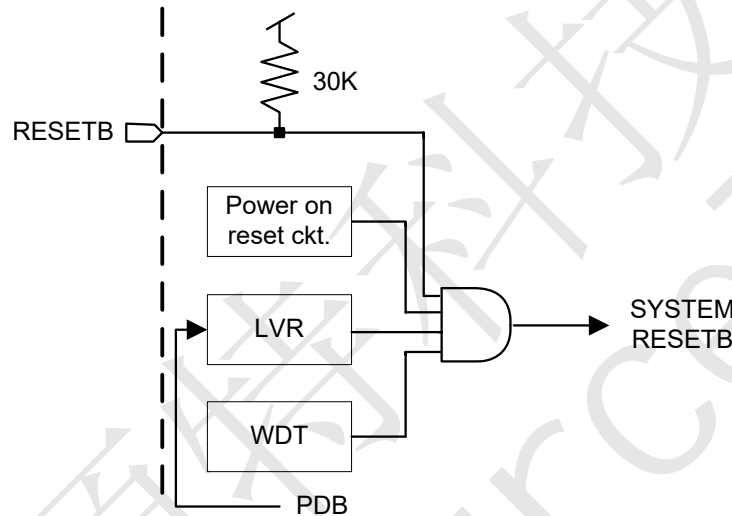 30K
RESETB
Power on
reset ckt.
LVR
SYSTEM
RESETB
WDT
PDB